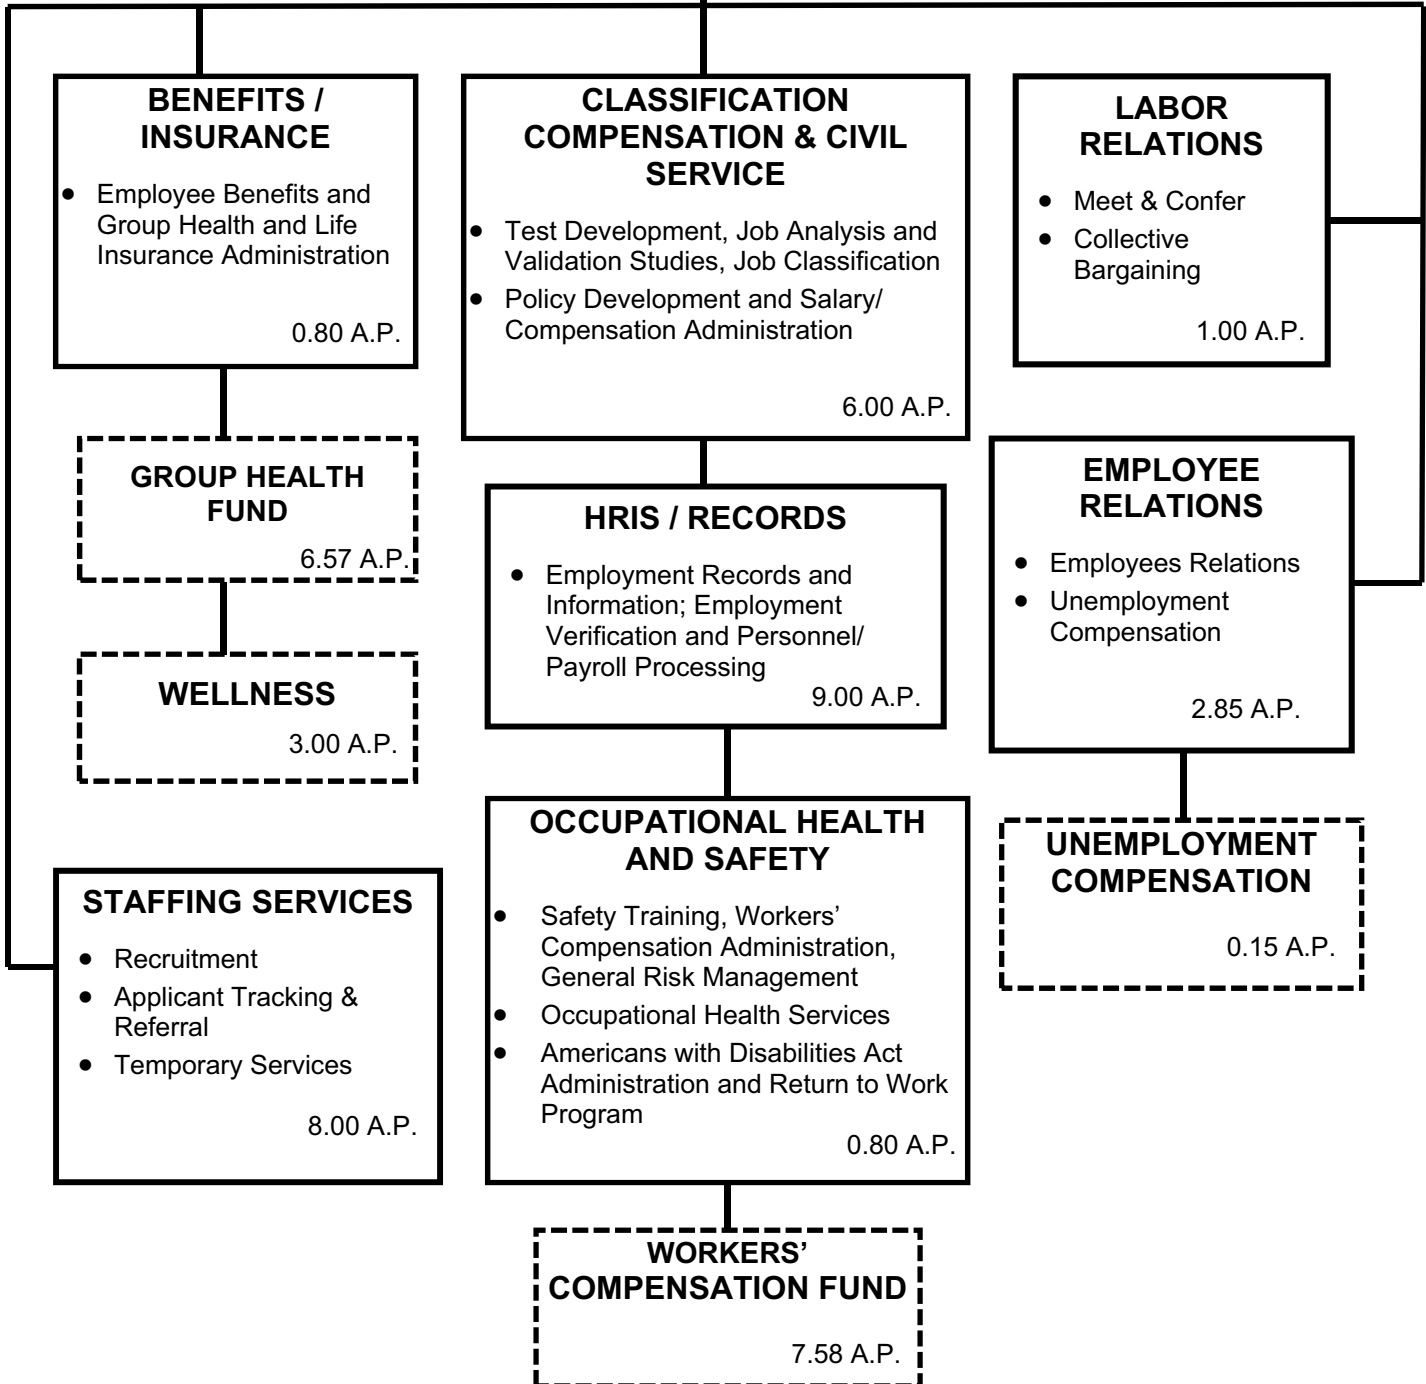 BENEFITS /
INSURANCE
● Employee Benefits and
Group Health and Life
Insurance Administration
0.80 A.P.
CLASSIFICATION
COMPENSATION & CIVIL
SERVICE
● Test Development, Job Analysis and
Validation Studies, Job Classification
● Policy Development and Salary/
Compensation Administration
6.00 A.P.
LABOR
RELATIONS
● Meet & Confer
● Collective
Bargaining
1.00 A.P.
GROUP HEALTH
FUND
6.57 A.P.
HRIS / RECORDS
● Employment Records and
Information; Employment
Verification and Personnel/
Payroll Processing
9.00 A.P.
EMPLOYEE
RELATIONS
● Employees Relations
● Unemployment
Compensation
2.85 A.P.
WELLNESS
3.00 A.P.
OCCUPATIONAL HEALTH
AND SAFETY
● Safety Training, Workers’
Compensation Administration,
General Risk Management
● Occupational Health Services
● Americans with Disabilities Act
Administration and Return to Work
Program
0.80 A.P.
UNEMPLOYMENT
COMPENSATION
0.15 A.P.
STAFFING SERVICES
● Recruitment
● Applicant Tracking &
Referral
● Temporary Services
8.00 A.P.
WORKERS’
COMPENSATION FUND
7.58 A.P.